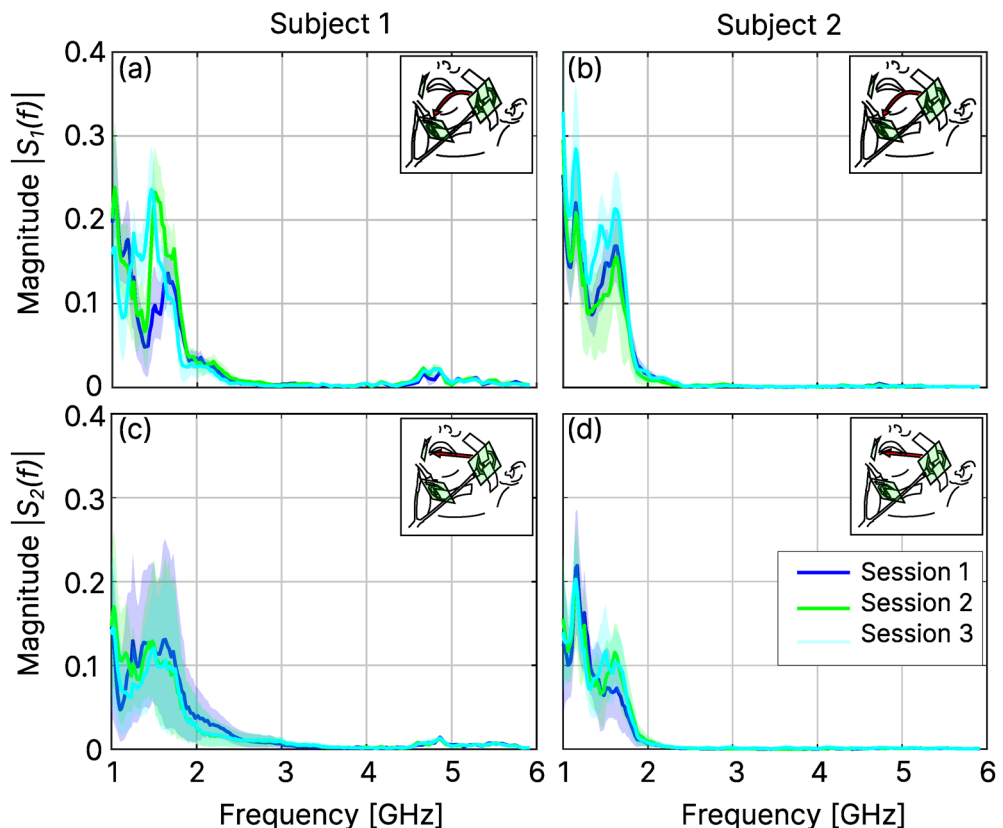 Subject 1
Subject 2
Magnitude |S1(f)|
0.4
0.3
0.2
0.1
0
(a)
(b)
Magnitude |S2(f)|
0.4
0.3
0.2
0.1
0
(c)
(d)
Session 1
Session 2
Session 3
1 2 3 4 5 6
1 2 3 4 5 6
Frequency [GHz]
Frequency [GHz]